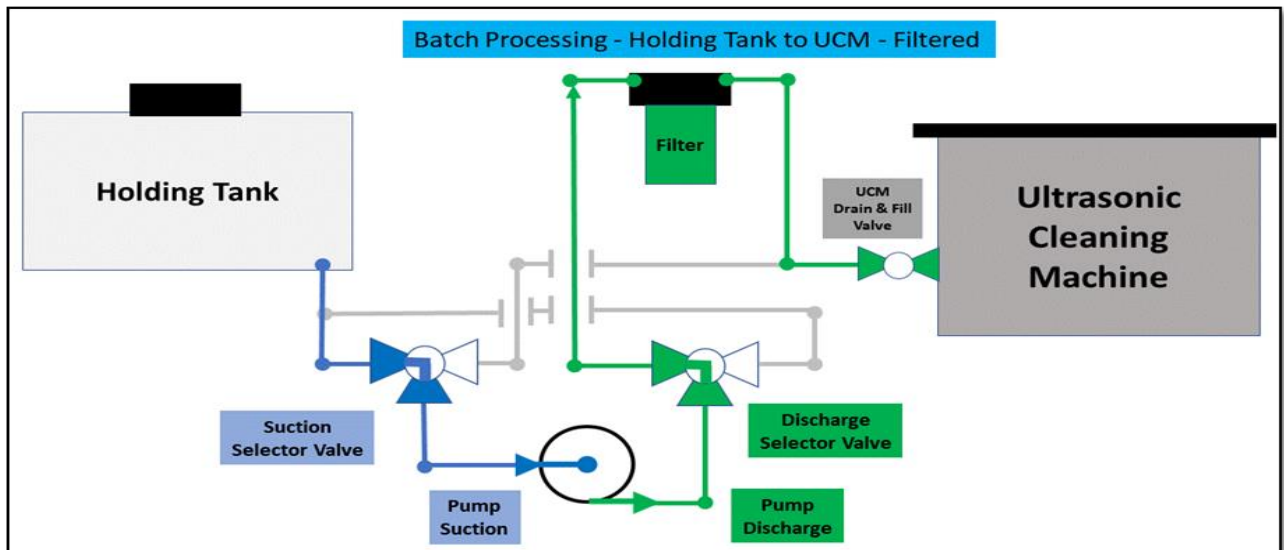 Batch Processing - Holding Tank to UCM - Filtered
Holding Tank
Filter
UCM
Drain & Fill
Valve
Ultrasonic
Cleaning
Machine
Suction
Selector Valve
Discharge
Selector Valve
Pump
Suction
Pump
Discharge